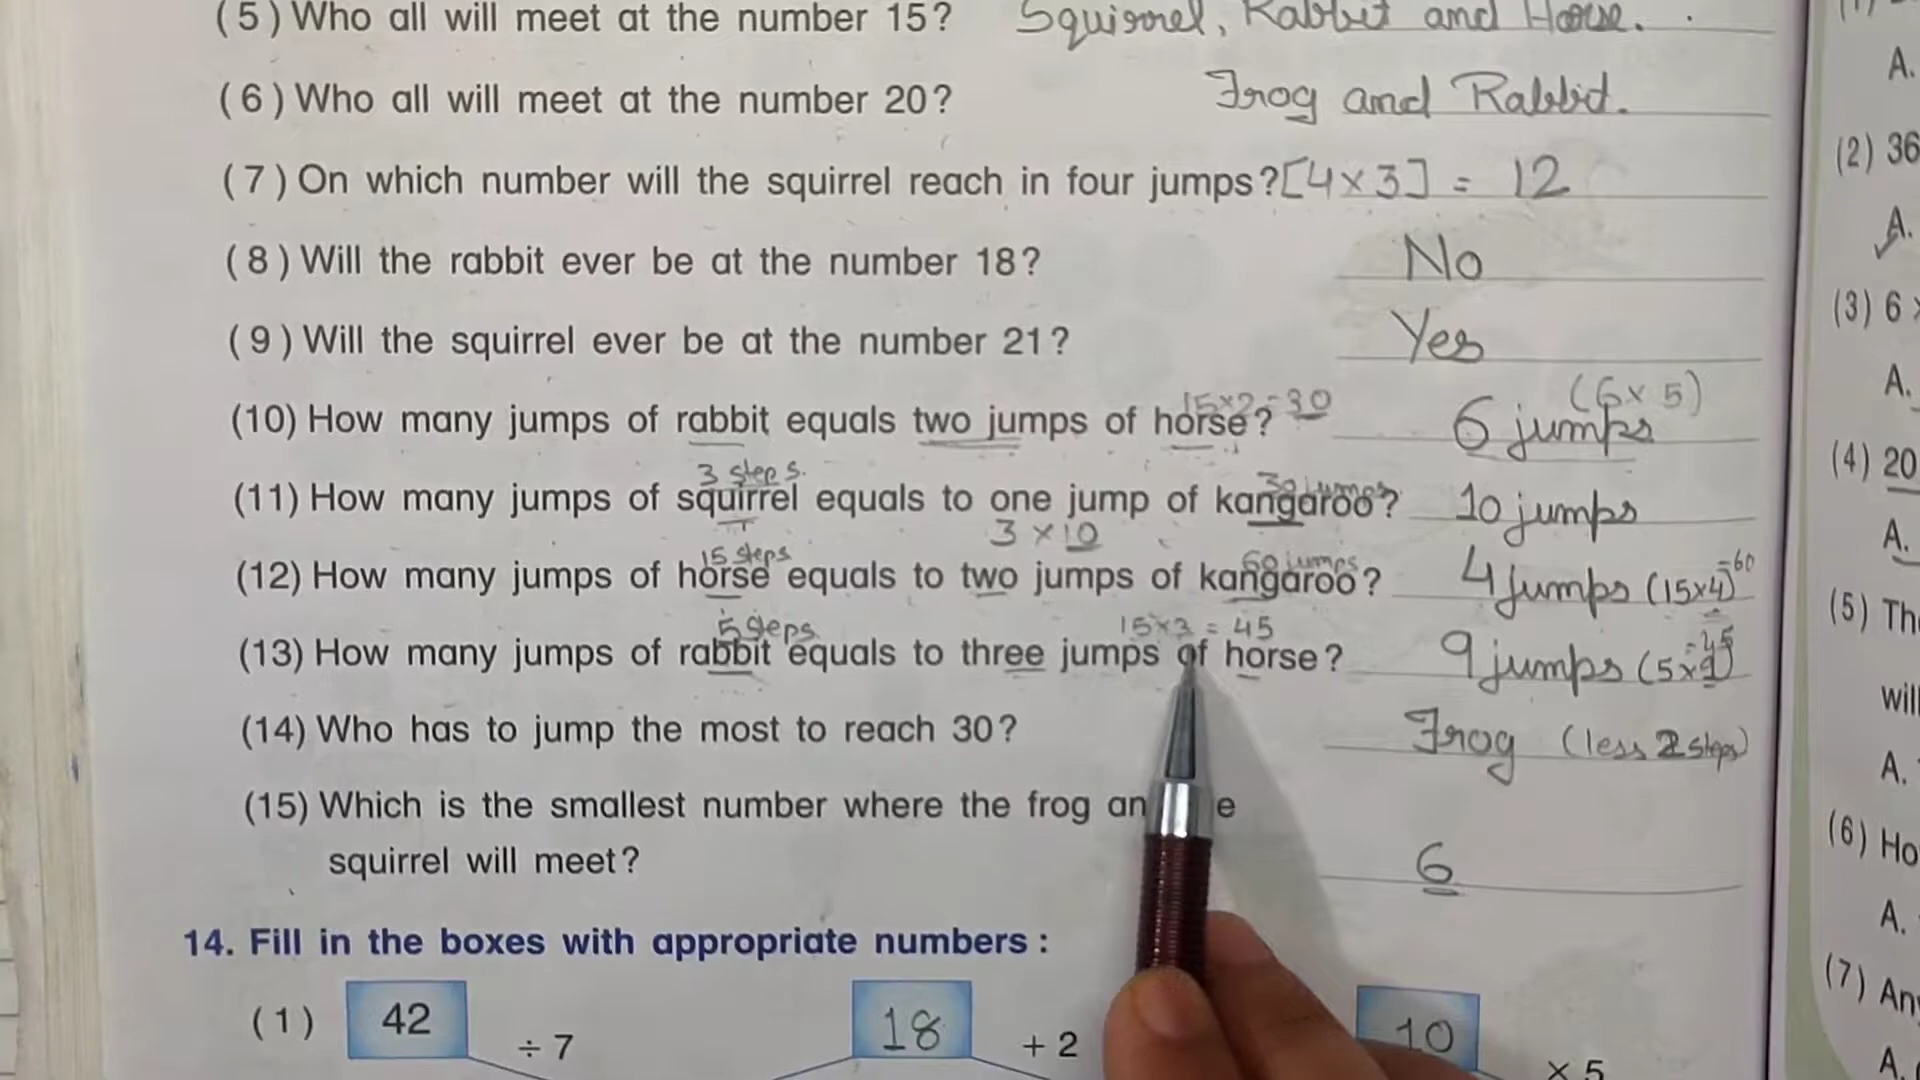 (5) Who all will meet at the number 15? Squirrel, Rabbit and Horse.
(6) Who all will meet at the number 20? Frog and Rabbit.
(7) On which number will the squirrel reach in four jumps? [4×3] = 12
(8) Will the rabbit ever be at the number 18? No
(9) Will the squirrel ever be at the number 21? Yes
15×2=30 (6×5)
(10) How many jumps of rabbit equals two jumps of horse? 6 jumps
3 steps. 30 jumps
(11) How many jumps of squirrel equals to one jump of kangaroo? 10 jumps
3 × 10
15 steps 60 jumps
(12) How many jumps of horse equals to two jumps of kangaroo? 4 jumps (15×4) =60
5 steps 15×3 = 45
(13) How many jumps of rabbit equals to three jumps of horse? 9 jumps (5×9) =45
(14) Who has to jump the most to reach 30? Frog (less 2 steps)
(15) Which is the smallest number where the frog an e
squirrel will meet? 6
14. Fill in the boxes with appropriate numbers :
(1) 42 ÷ 7 18 + 2 10 × 5
A.
(2) 36
A.
(3) 6 ×
A.
(4) 20
A.
(5) Th
will
A.
(6) Ho
A.
(7) An
A.